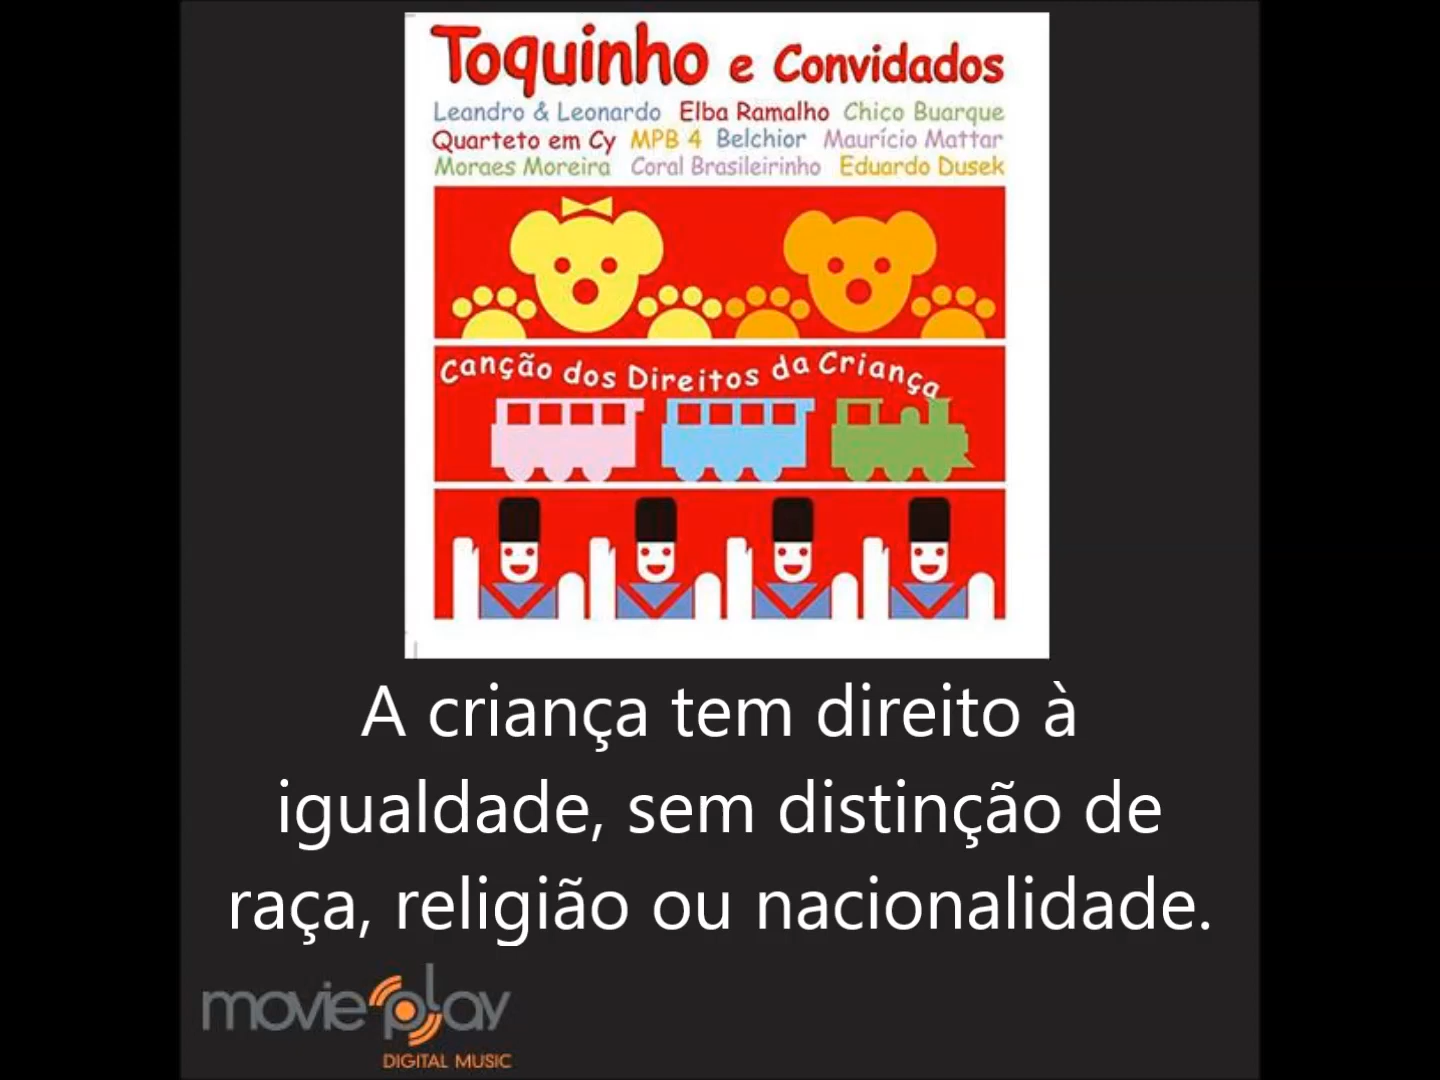 Toquinho e Convidados
Leandro & Leonardo Elba Ramalho Chico Buarque
Quarteto em Cy MPB 4 Belchior Maurício Mattar
Moraes Moreira Coral Brasileirinho Eduardo Dusek
Canção dos Direitos da Criança
A criança tem direito à
igualdade, sem distinção de
raça, religião ou nacionalidade.
movieplay
DIGITAL MUSIC